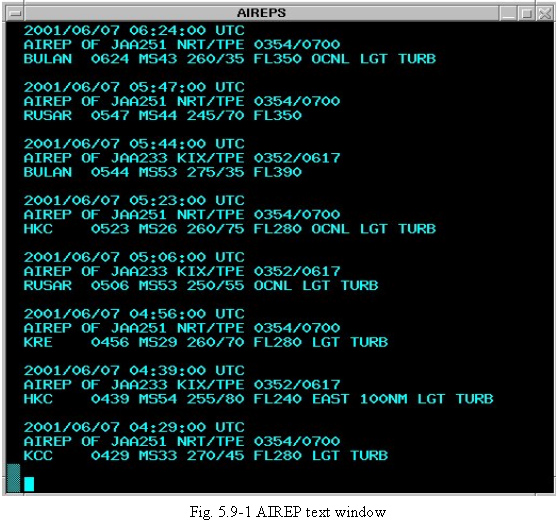 AIREPS
2001/06/07 06:24:00 UTC
AIREP OF JAA251 NRT/TPE 0354/0700
BULAN 0624 MS43 260/35 FL350 OCNL LGT TURB
2001/06/07 05:47:00 UTC
AIREP OF JAA251 NRT/TPE 0354/0700
RUSAR 0547 MS44 245/70 FL350
2001/06/07 05:44:00 UTC
AIREP OF JAA233 KIX/TPE 0352/0617
BULAN 0544 MS53 275/35 FL390
2001/06/07 05:23:00 UTC
AIREP OF JAA251 NRT/TPE 0354/0700
HKC 0523 MS26 260/75 FL280 OCNL LGT TURB
2001/06/07 05:06:00 UTC
AIREP OF JAA233 KIX/TPE 0352/0617
RUSAR 0506 MS53 250/55 OCNL LGT TURB
2001/06/07 04:56:00 UTC
AIREP OF JAA251 NRT/TPE 0354/0700
KRE 0456 MS29 260/70 FL280 LGT TURB
2001/06/07 04:39:00 UTC
AIREP OF JAA233 KIX/TPE 0352/0617
HKC 0439 MS54 255/80 FL240 EAST 100NM LGT TURB
2001/06/07 04:29:00 UTC
AIREP OF JAA251 NRT/TPE 0354/0700
KCC 0429 MS33 270/45 FL280 LGT TURB
Fig. 5.9-1 AIREP text window